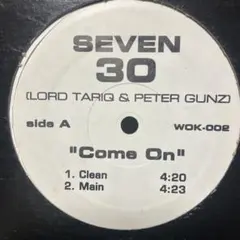 SEVEN
30
(LORD TARIQ & PETER GUNZ)
side A WOK-002
"Come On"
1. Clean 4:20
2. Main 4:23